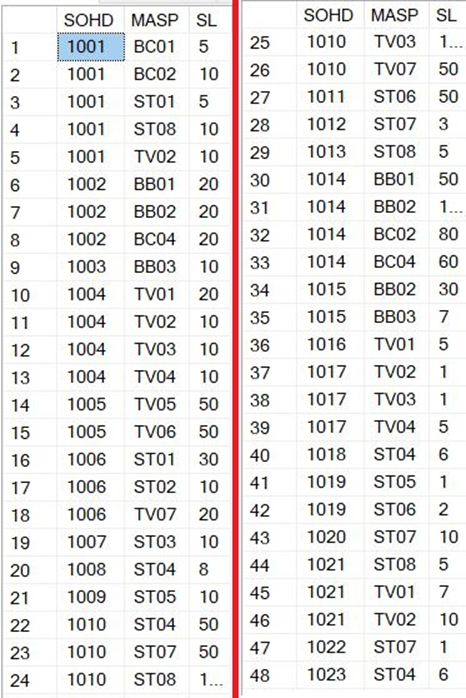 SOHD MASP SL
1 1001 BC01 5
2 1001 BC02 10
3 1001 ST01 5
4 1001 ST08 10
5 1001 TV02 10
6 1002 BB01 20
7 1002 BB02 20
8 1002 BC04 20
9 1003 BB03 10
10 1004 TV01 20
11 1004 TV02 10
12 1004 TV03 10
13 1004 TV04 10
14 1005 TV05 50
15 1005 TV06 50
16 1006 ST01 30
17 1006 ST02 10
18 1006 TV07 20
19 1007 ST03 10
20 1008 ST04 8
21 1009 ST05 10
22 1010 ST04 50
23 1010 ST07 50
24 1010 ST08 1...
SOHD MASP SL
25 1010 TV03 1...
26 1010 TV07 50
27 1011 ST06 50
28 1012 ST07 3
29 1013 ST08 5
30 1014 BB01 50
31 1014 BB02 1...
32 1014 BC02 80
33 1014 BC04 60
34 1015 BB02 30
35 1015 BB03 7
36 1016 TV01 5
37 1017 TV02 1
38 1017 TV03 1
39 1017 TV04 5
40 1018 ST04 6
41 1019 ST05 1
42 1019 ST06 2
43 1020 ST07 10
44 1021 ST08 5
45 1021 TV01 7
46 1021 TV02 10
47 1022 ST07 1
48 1023 ST04 6